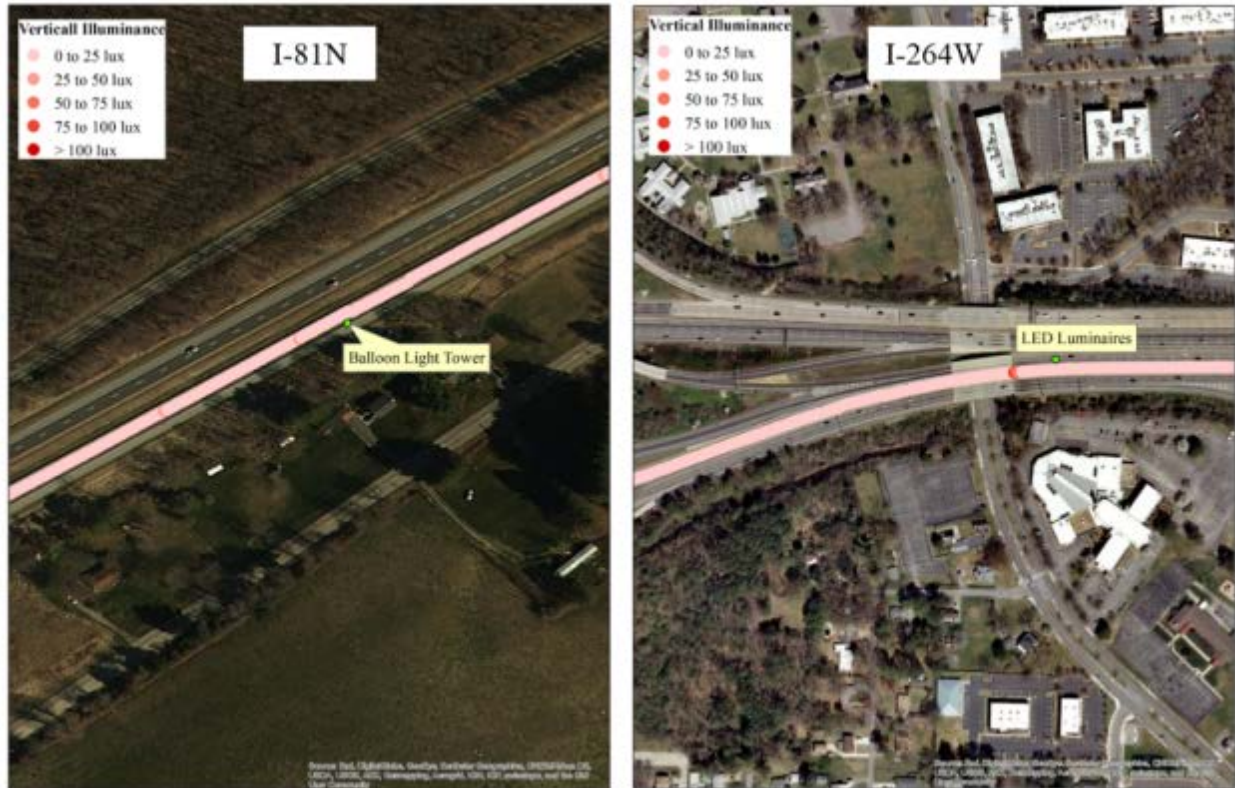 Verticall Illuminance
0 to 25 lux
25 to 50 lux
50 to 75 lux
75 to 100 lux
> 100 lux
I-81N
Balloon Light Tower
Vertical Illuminance
0 to 25 lux
25 to 50 lux
50 to 75 lux
75 to 100 lux
> 100 lux
I-264W
LED Luminaires
User Community